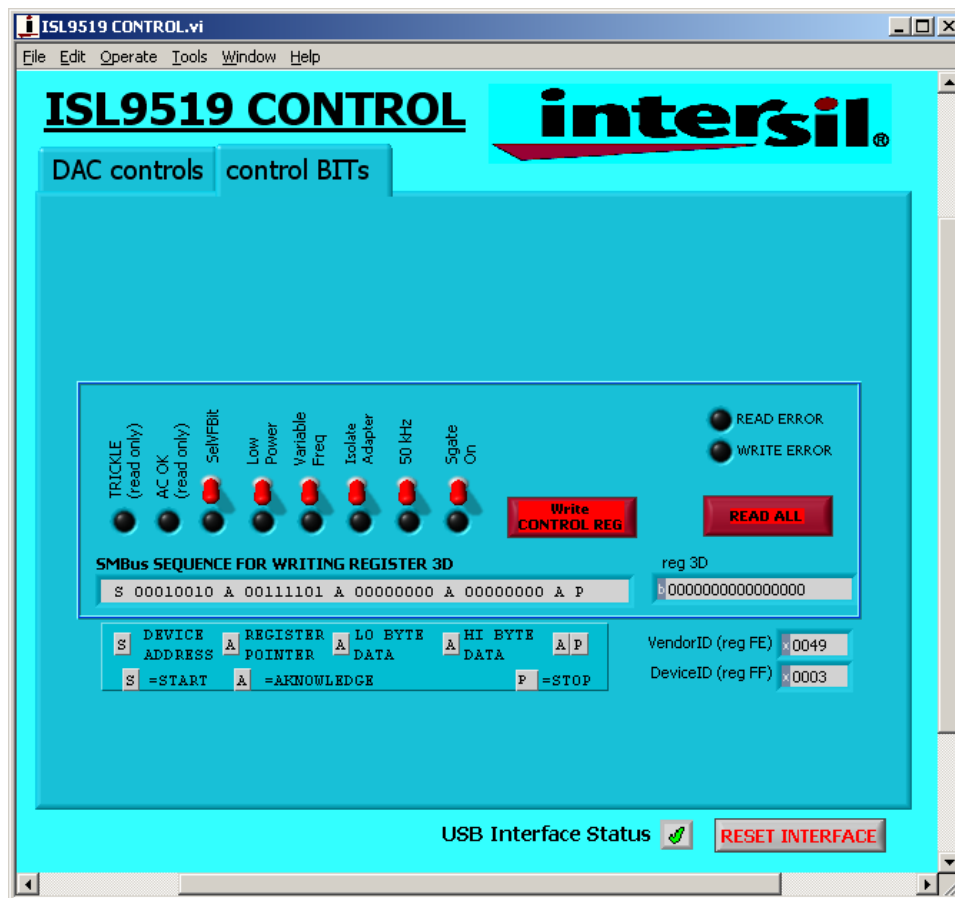 ISL9519 CONTROL.vi
File Edit Operate Tools Window Help
ISL9519 CONTROL
intersil®
DAC controls
control BITs
TRICKLE
(read only)
AC OK
(read only)
SelVFBit
Low
Power
Variable
Freq
Isolate
Adapter
50 kHz
Sgate
On
READ ERROR
WRITE ERROR
Write
CONTROL REG
READ ALL
SMBus SEQUENCE FOR WRITING REGISTER 3D
S 00010010 A 00111101 A 00000000 A 00000000 A P
reg 3D
b 0000000000000000
S DEVICE ADDRESS A REGISTER POINTER A LO BYTE DATA A HI BYTE DATA A P
S =START A =AKNOWLEDGE P =STOP
VendorID (reg FE) x 0049
DeviceID (reg FF) x 0003
USB Interface Status
RESET INTERFACE